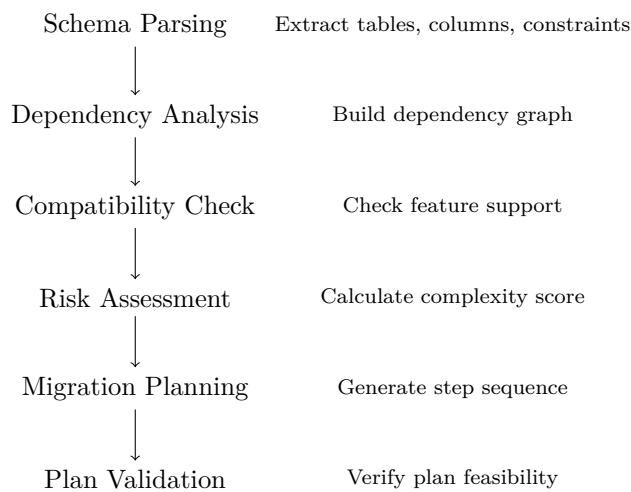 Schema Parsing Extract tables, columns, constraints
Dependency Analysis Build dependency graph
Compatibility Check Check feature support
Risk Assessment Calculate complexity score
Migration Planning Generate step sequence
Plan Validation Verify plan feasibility